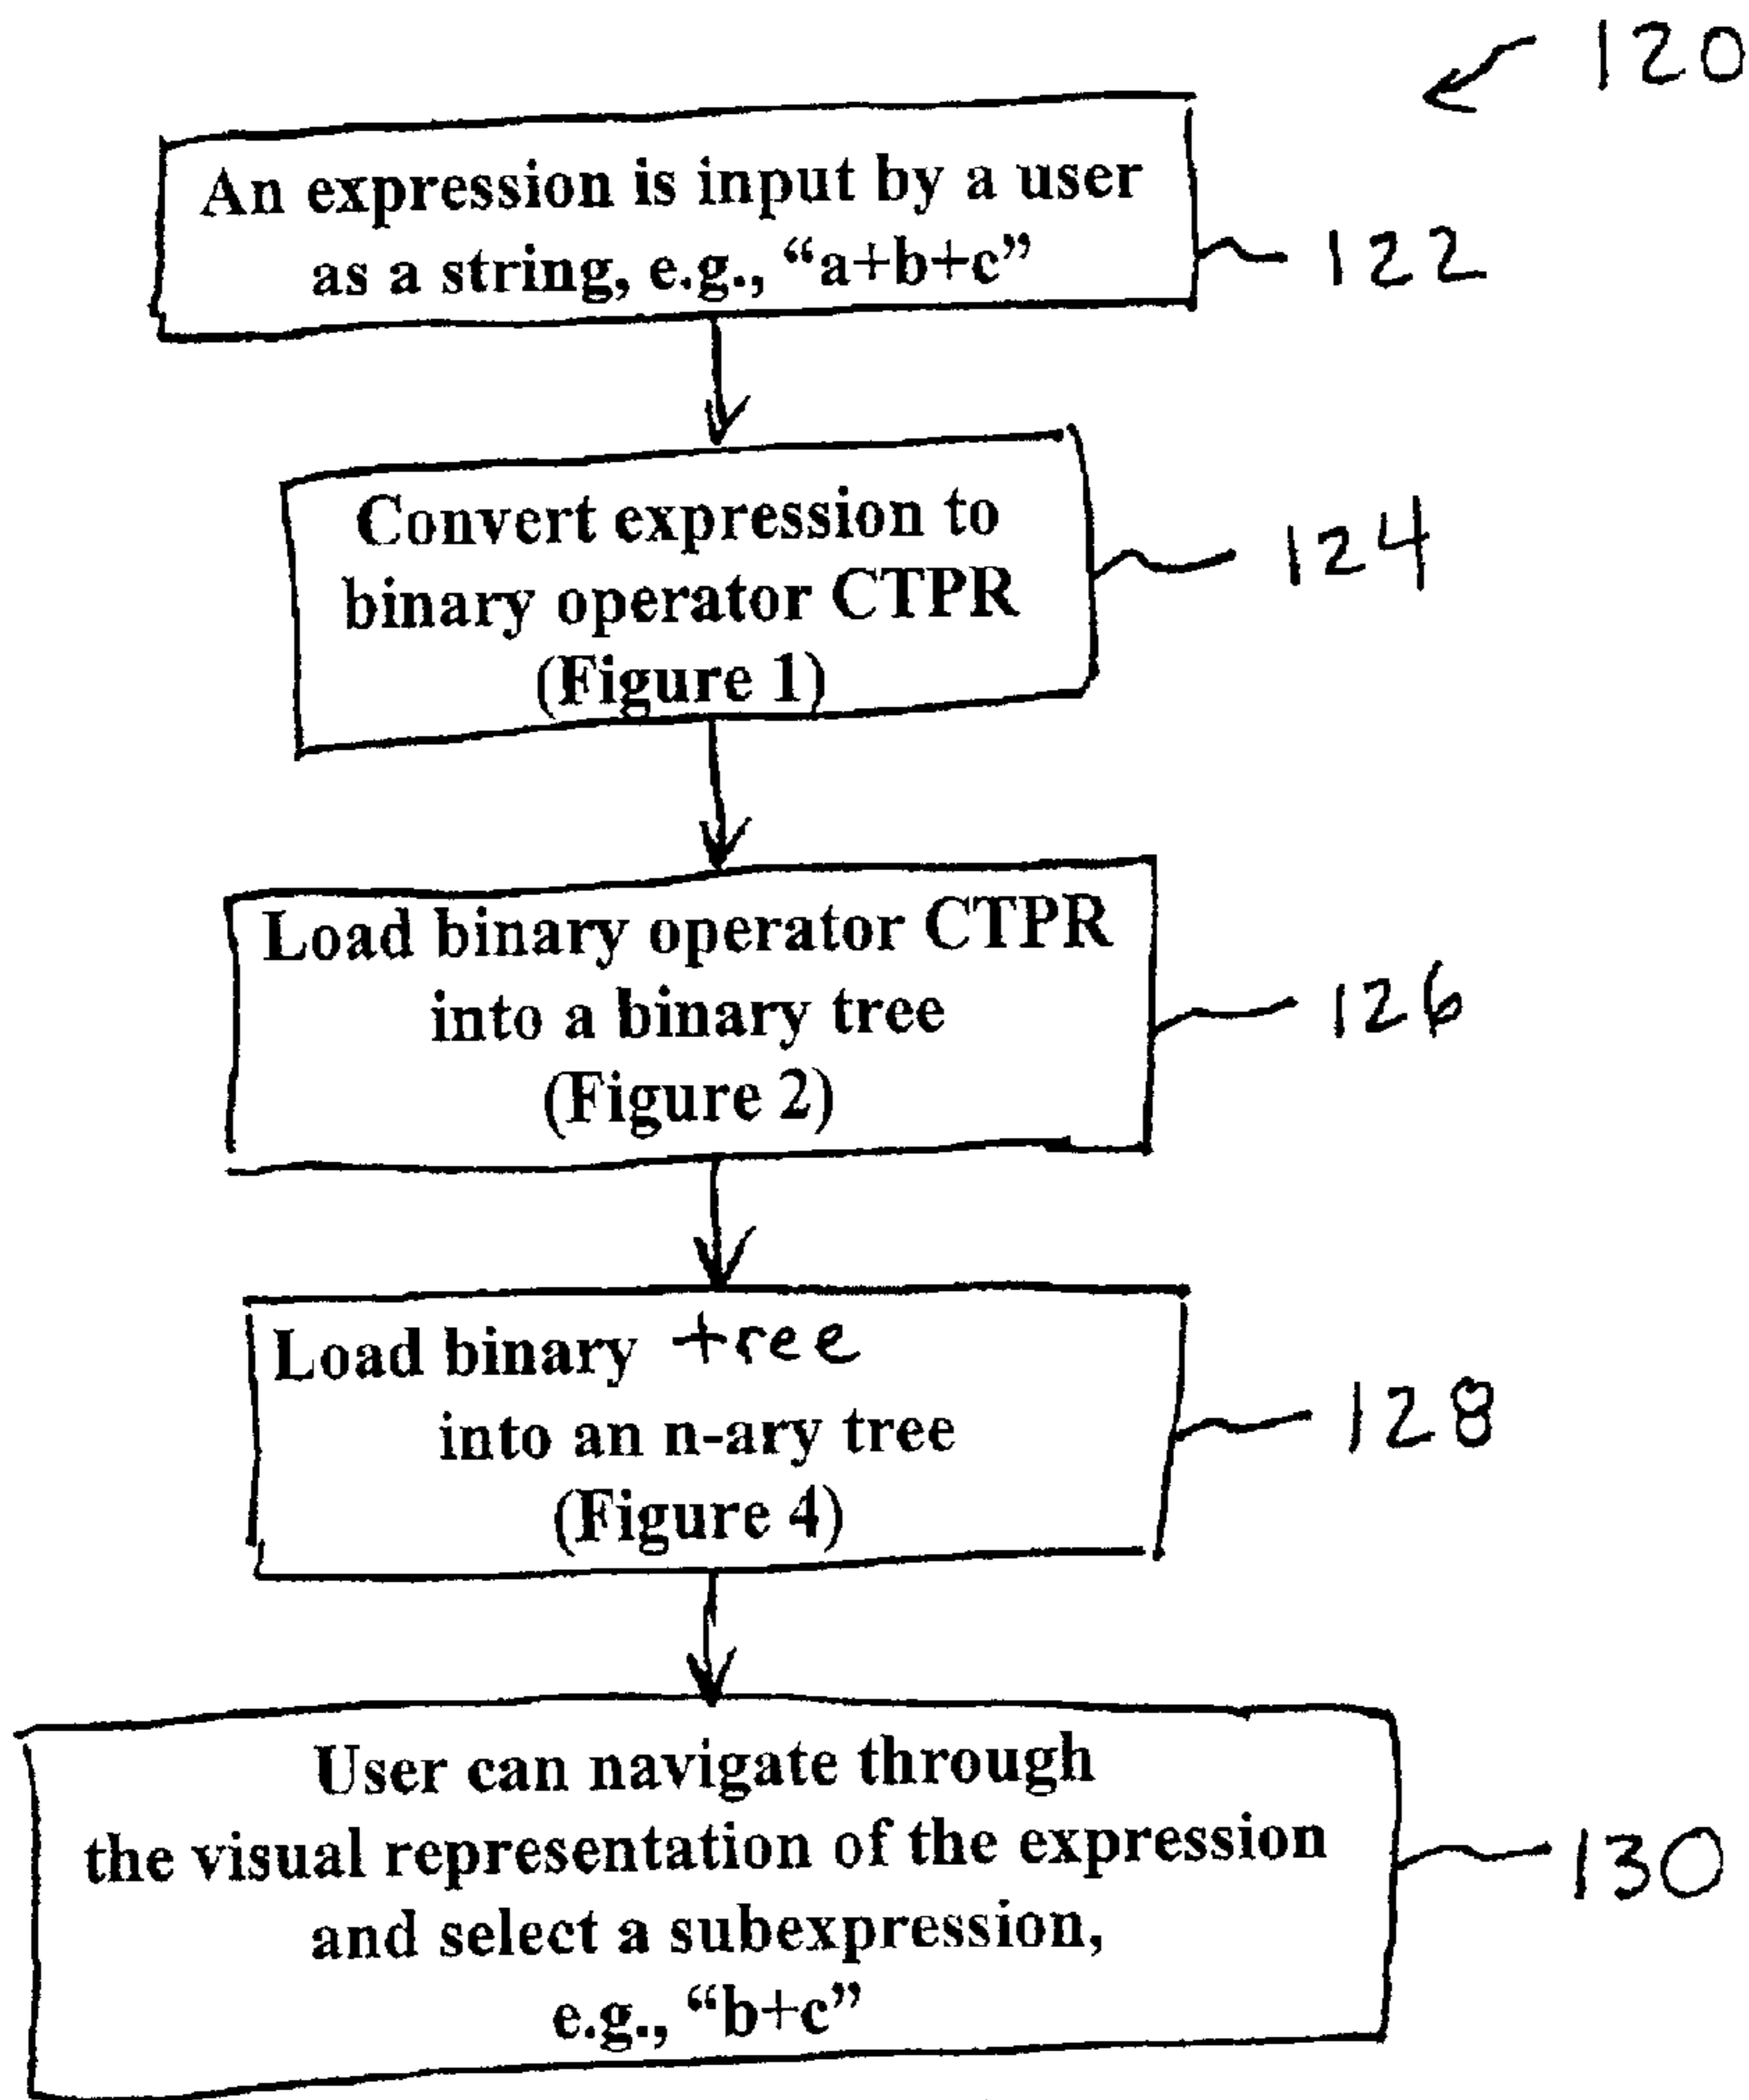 120
An expression is input by a user
as a string, e.g., “a+b+c”
122
Convert expression to
binary operator CTPR
(Figure 1)
124
Load binary operator CTPR
into a binary tree
(Figure 2)
126
Load binary tree
into an n-ary tree
(Figure 4)
128
User can navigate through
the visual representation of the expression
and select a subexpression,
e.g., “b+c”
130